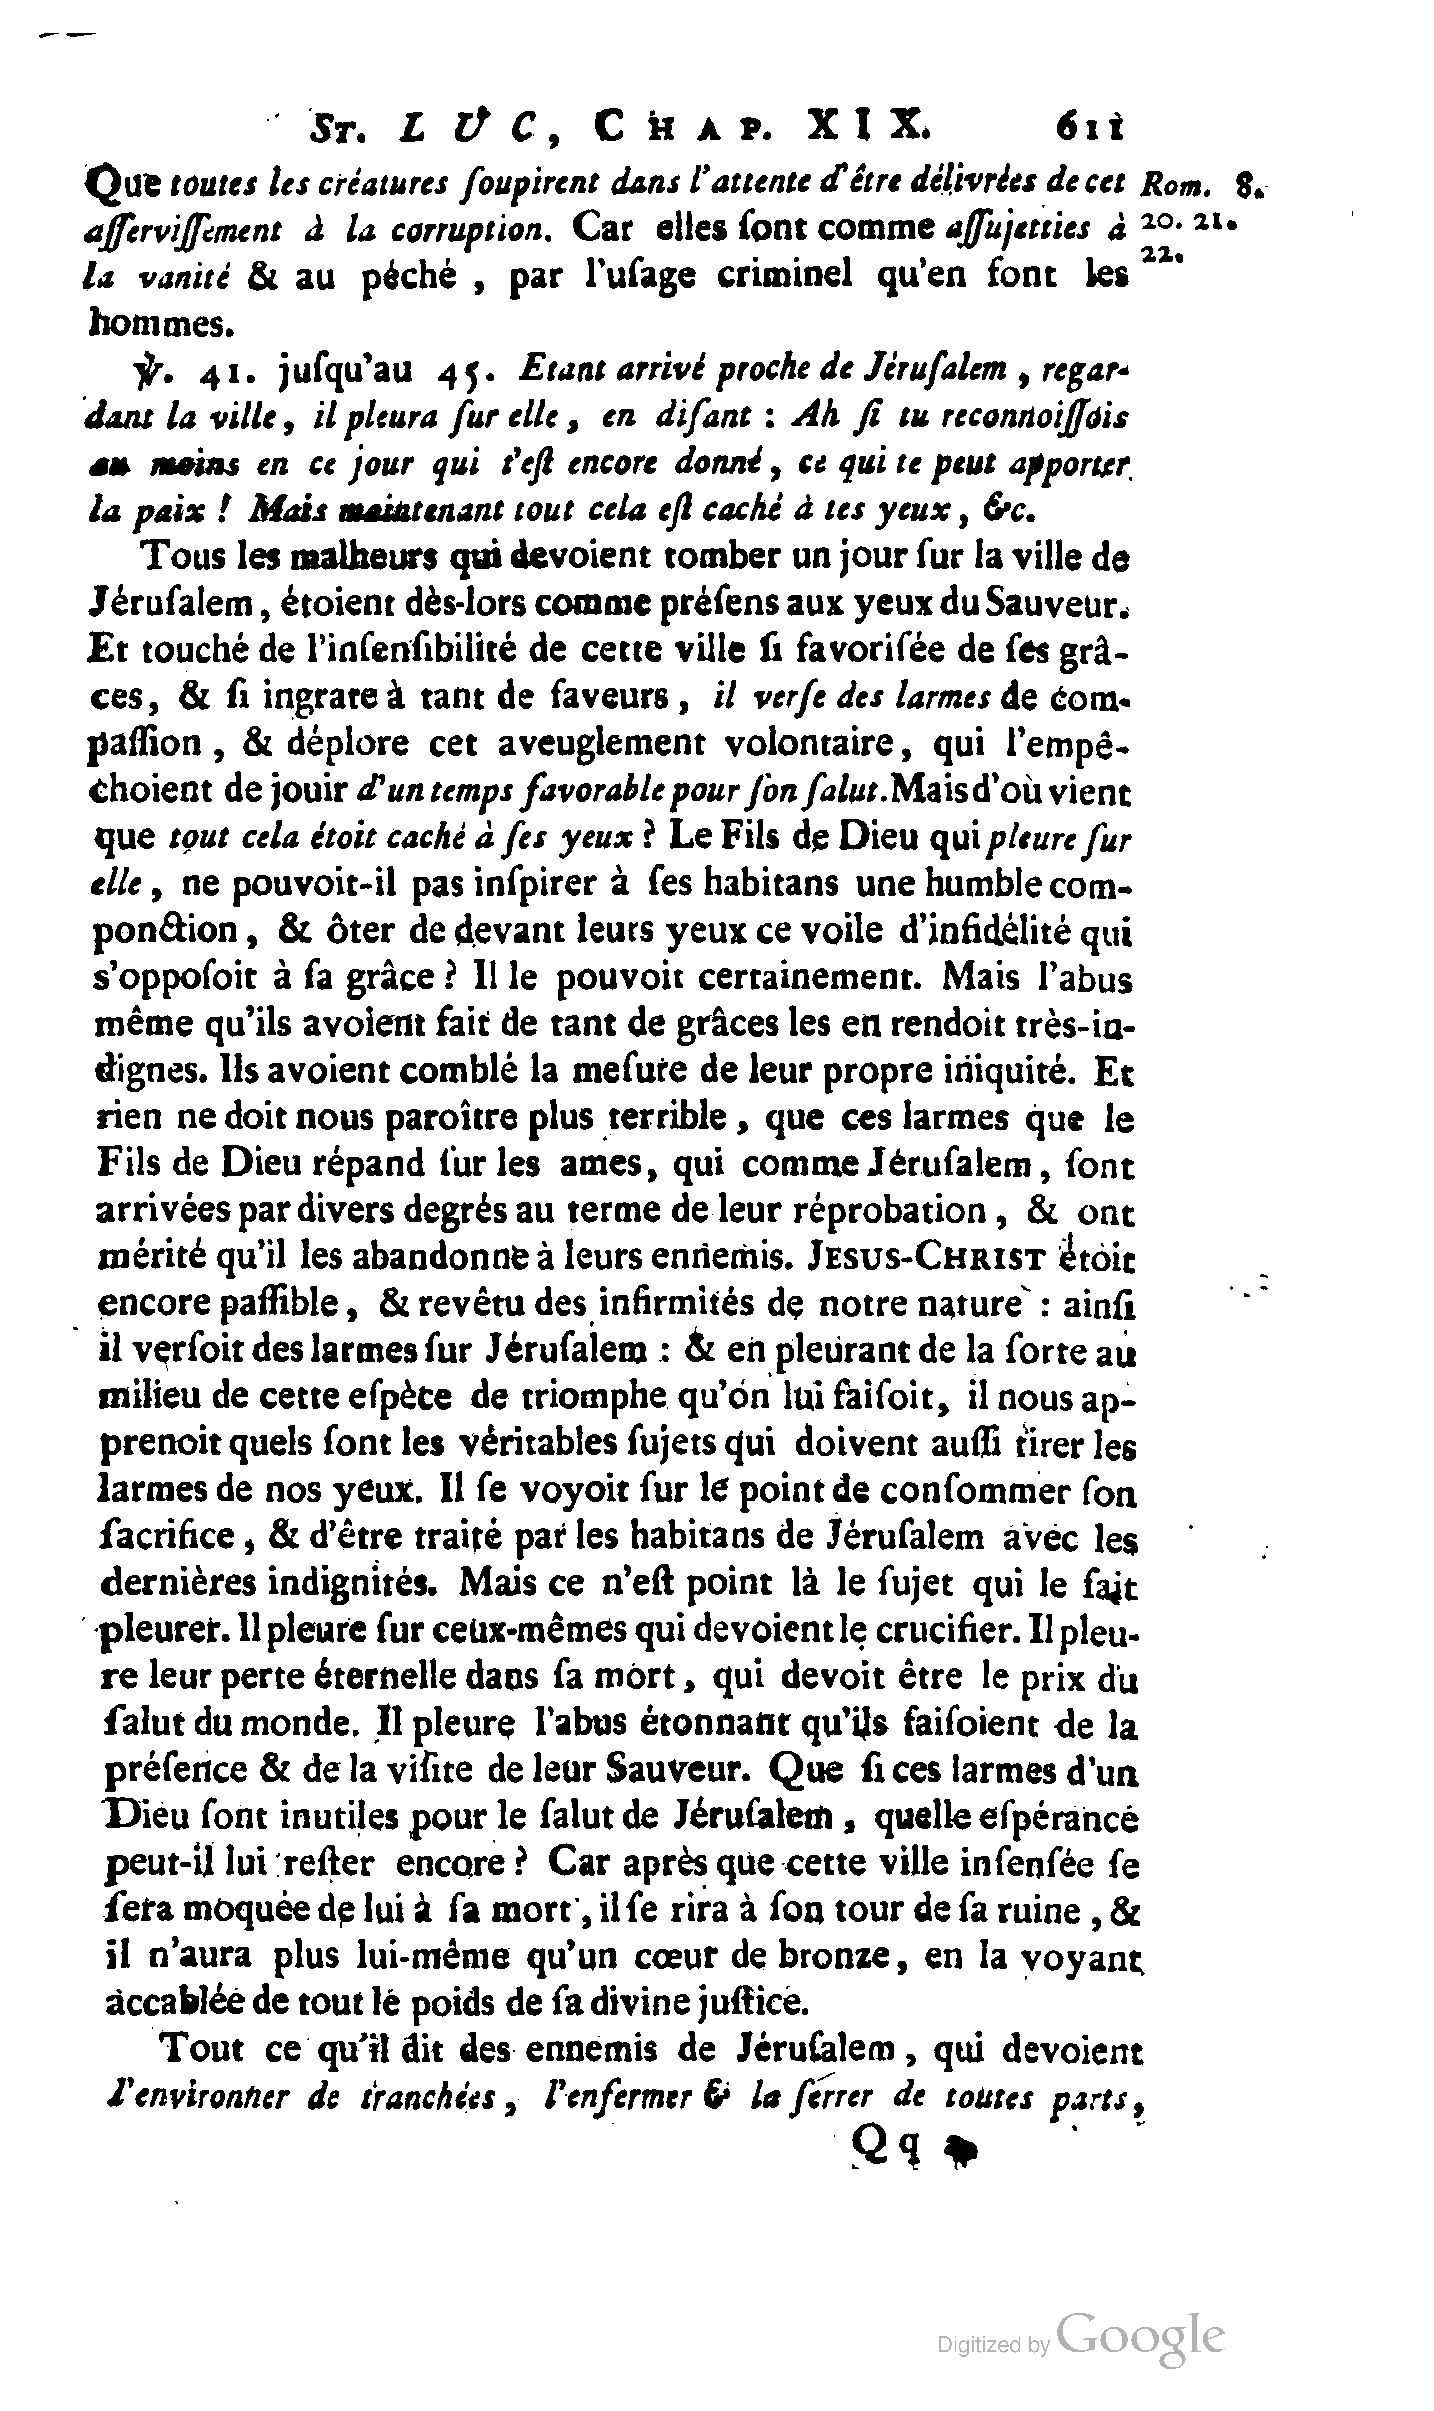 ST. LUC, CHAP. XIX. 611
Que toutes les créatures ſoupirent dans l'attente d'être délivrées de cet Rom. 8.
aſſerviſſement à la corruption. Car elles ſont comme aſſujetties à 20. 21.
la vanité & au péché , par l'uſage criminel qu'en font les 22.
hommes.
℣. 41. juſqu'au 45. Etant arrivé proche de Jéruſalem , regar-
dant la ville, il pleura ſur elle, en diſant : Ah ſi tu reconnoiſſois
au moins en ce jour qui t'eſt encore donné, ce qui te peut apporter
la paix ! Mais maintenant tout cela eſt caché à tes yeux, &c.
Tous les malheurs qui devoient tomber un jour ſur la ville de
Jéruſalem, étoient dès-lors comme préſens aux yeux du Sauveur.
Et touché de l'inſenſibilité de cette ville ſi favoriſée de ſes grâ-
ces, & ſi ingrate à tant de faveurs, il verſe des larmes de com-
paſſion , & déplore cet aveuglement volontaire, qui l'empê-
choient de jouir d'un temps favorable pour ſon ſalut. Mais d'où vient
que tout cela étoit caché à ſes yeux ? Le Fils de Dieu qui pleure ſur
elle, ne pouvoit-il pas inſpirer à ſes habitans une humble com-
ponction, & ôter de devant leurs yeux ce voile d'infidélité qui
s'oppoſoit à ſa grâce ? Il le pouvoit certainement. Mais l'abus
même qu'ils avoient fait de tant de grâces les en rendoit très-in-
dignes. Ils avoient comblé la meſure de leur propre iniquité. Et
rien ne doit nous paroître plus terrible, que ces larmes que le
Fils de Dieu répand ſur les ames, qui comme Jéruſalem, ſont
arrivées par divers degrés au terme de leur réprobation, & ont
mérité qu'il les abandonne à leurs ennemis. JESUS-CHRIST étoit
encore paſſible, & revêtu des infirmités de notre nature : ainſi
il verſoit des larmes ſur Jéruſalem : & en pleurant de la ſorte au
milieu de cette eſpèce de triomphe qu'on lui faiſoit, il nous ap-
prenoit quels ſont les véritables ſujets qui doivent auſſi tirer les
larmes de nos yeux. Il ſe voyoit ſur le point de conſommer ſon
ſacrifice, & d'être traité par les habitans de Jéruſalem avec les
dernières indignités. Mais ce n'eſt point là le ſujet qui le fait
pleurer. Il pleure ſur ceux-mêmes qui devoient le crucifier. Il pleu-
re leur perte éternelle dans ſa mort, qui devoit être le prix du
ſalut du monde. Il pleure l'abus étonnant qu'ils faiſoient de la
préſence & de la viſite de leur Sauveur. Que ſi ces larmes d'un
Dieu ſont inutiles pour le ſalut de Jéruſalem , quelle eſpérance
peut-il lui reſter encore ? Car après que cette ville inſenſée ſe
ſera moquée de lui à ſa mort, il ſe rira à ſon tour de ſa ruine, &
il n'aura plus lui-même qu'un cœur de bronze, en la voyant
accablée de tout le poids de ſa divine juſtice.
Tout ce qu'il dit des ennemis de Jéruſalem, qui devoient
l'environner de tranchées, l'enfermer & la ſerrer de toutes parts,
Qq
Digitized by Google